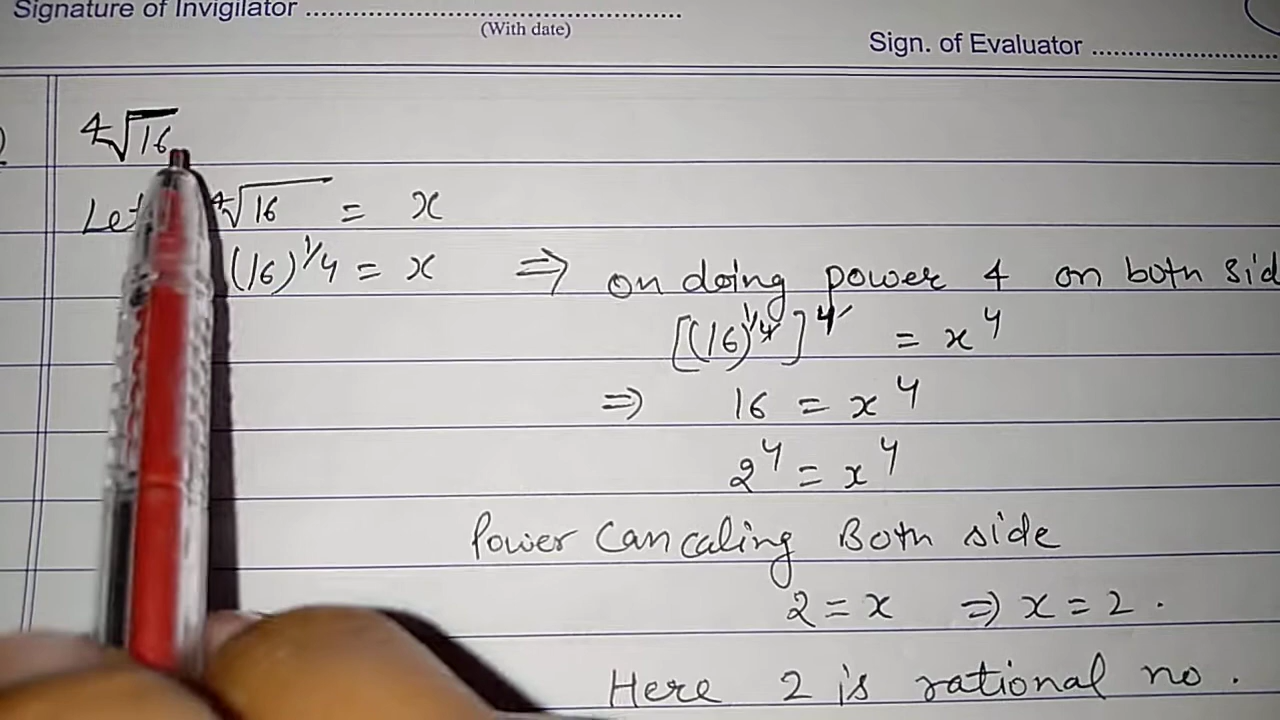 Signature of Invigilator ........................................................
(With date)
Sign. of Evaluator ..............................
⁴√16
Let ⁴√16 = x
(16)^1/4 = x ⇒ on doing power 4 on both sid
[(16)^1/4]^4 = x^4
⇒ 16 = x^4
2^4 = x^4
Power Cancaling Both side
2 = x ⇒ x = 2 .
Here 2 is rational no .